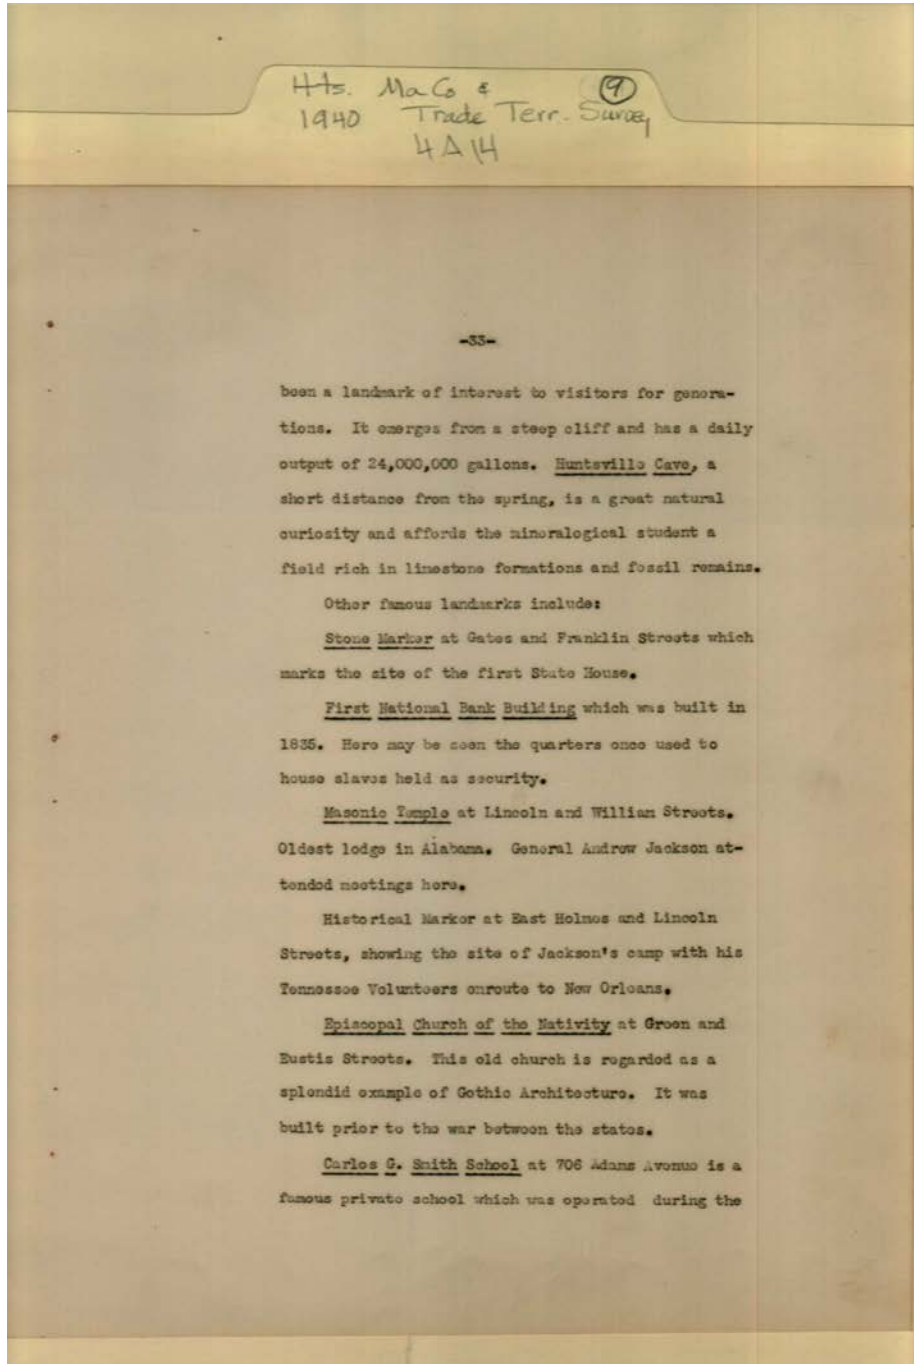 Hts. Ma Co & 9
1940 Trade Terr. Survey
4A14
-33-
been a landmark of interest to visitors for genera-
tions. It emerges from a steep cliff and has a daily
output of 24,000,000 gallons. Huntsville Cave, a
short distance from the spring, is a great natural
curiosity and affords the mineralogical student a
field rich in limestone formations and fossil remains.
Other famous landmarks include:
Stone Marker at Gates and Franklin Streets which
marks the site of the first State House.
First National Bank Building which was built in
1835. Here may be seen the quarters once used to
house slaves held as security.
Masonic Temple at Lincoln and William Streets.
Oldest lodge in Alabama. General Andrew Jackson at-
tended meetings here.
Historical Marker at East Holmes and Lincoln
Streets, showing the site of Jackson's camp with his
Tennessee Volunteers enroute to New Orleans.
Episcopal Church of the Nativity at Green and
Eustis Streets. This old church is regarded as a
splendid example of Gothic Architecture. It was
built prior to the war between the states.
Carlos G. Smith School at 706 Adams Avenue is a
famous private school which was operated during the